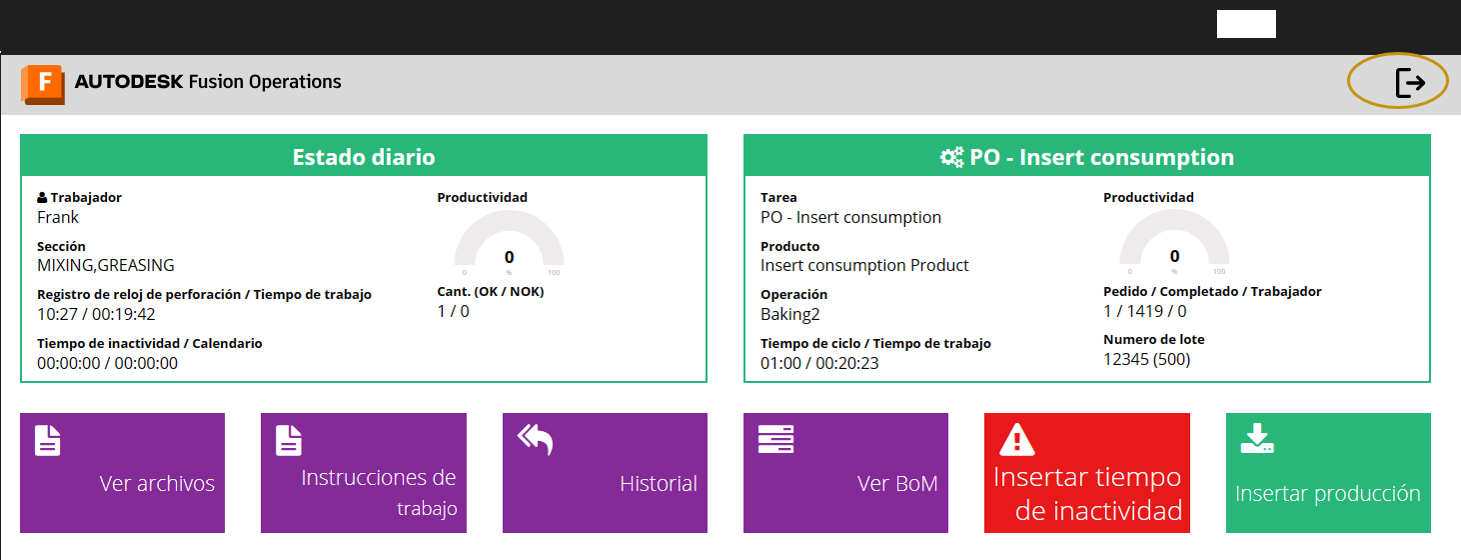 F AUTODESK Fusion Operations
Estado diario
Trabajador
Frank
Sección
MIXING,GREASING
Registro de reloj de perforación / Tiempo de trabajo
10:27 / 00:19:42
Tiempo de inactividad / Calendario
00:00:00 / 00:00:00
Productividad
0
0 % 100
Cant. (OK / NOK)
1 / 0
PO - Insert consumption
Tarea
PO - Insert consumption
Producto
Insert consumption Product
Operación
Baking2
Tiempo de ciclo / Tiempo de trabajo
01:00 / 00:20:23
Productividad
0
0 % 100
Pedido / Completado / Trabajador
1 / 1419 / 0
Numero de lote
12345 (500)
Ver archivos
Instrucciones de
trabajo
Historial
Ver BoM
Insertar tiempo
de inactividad
Insertar producción